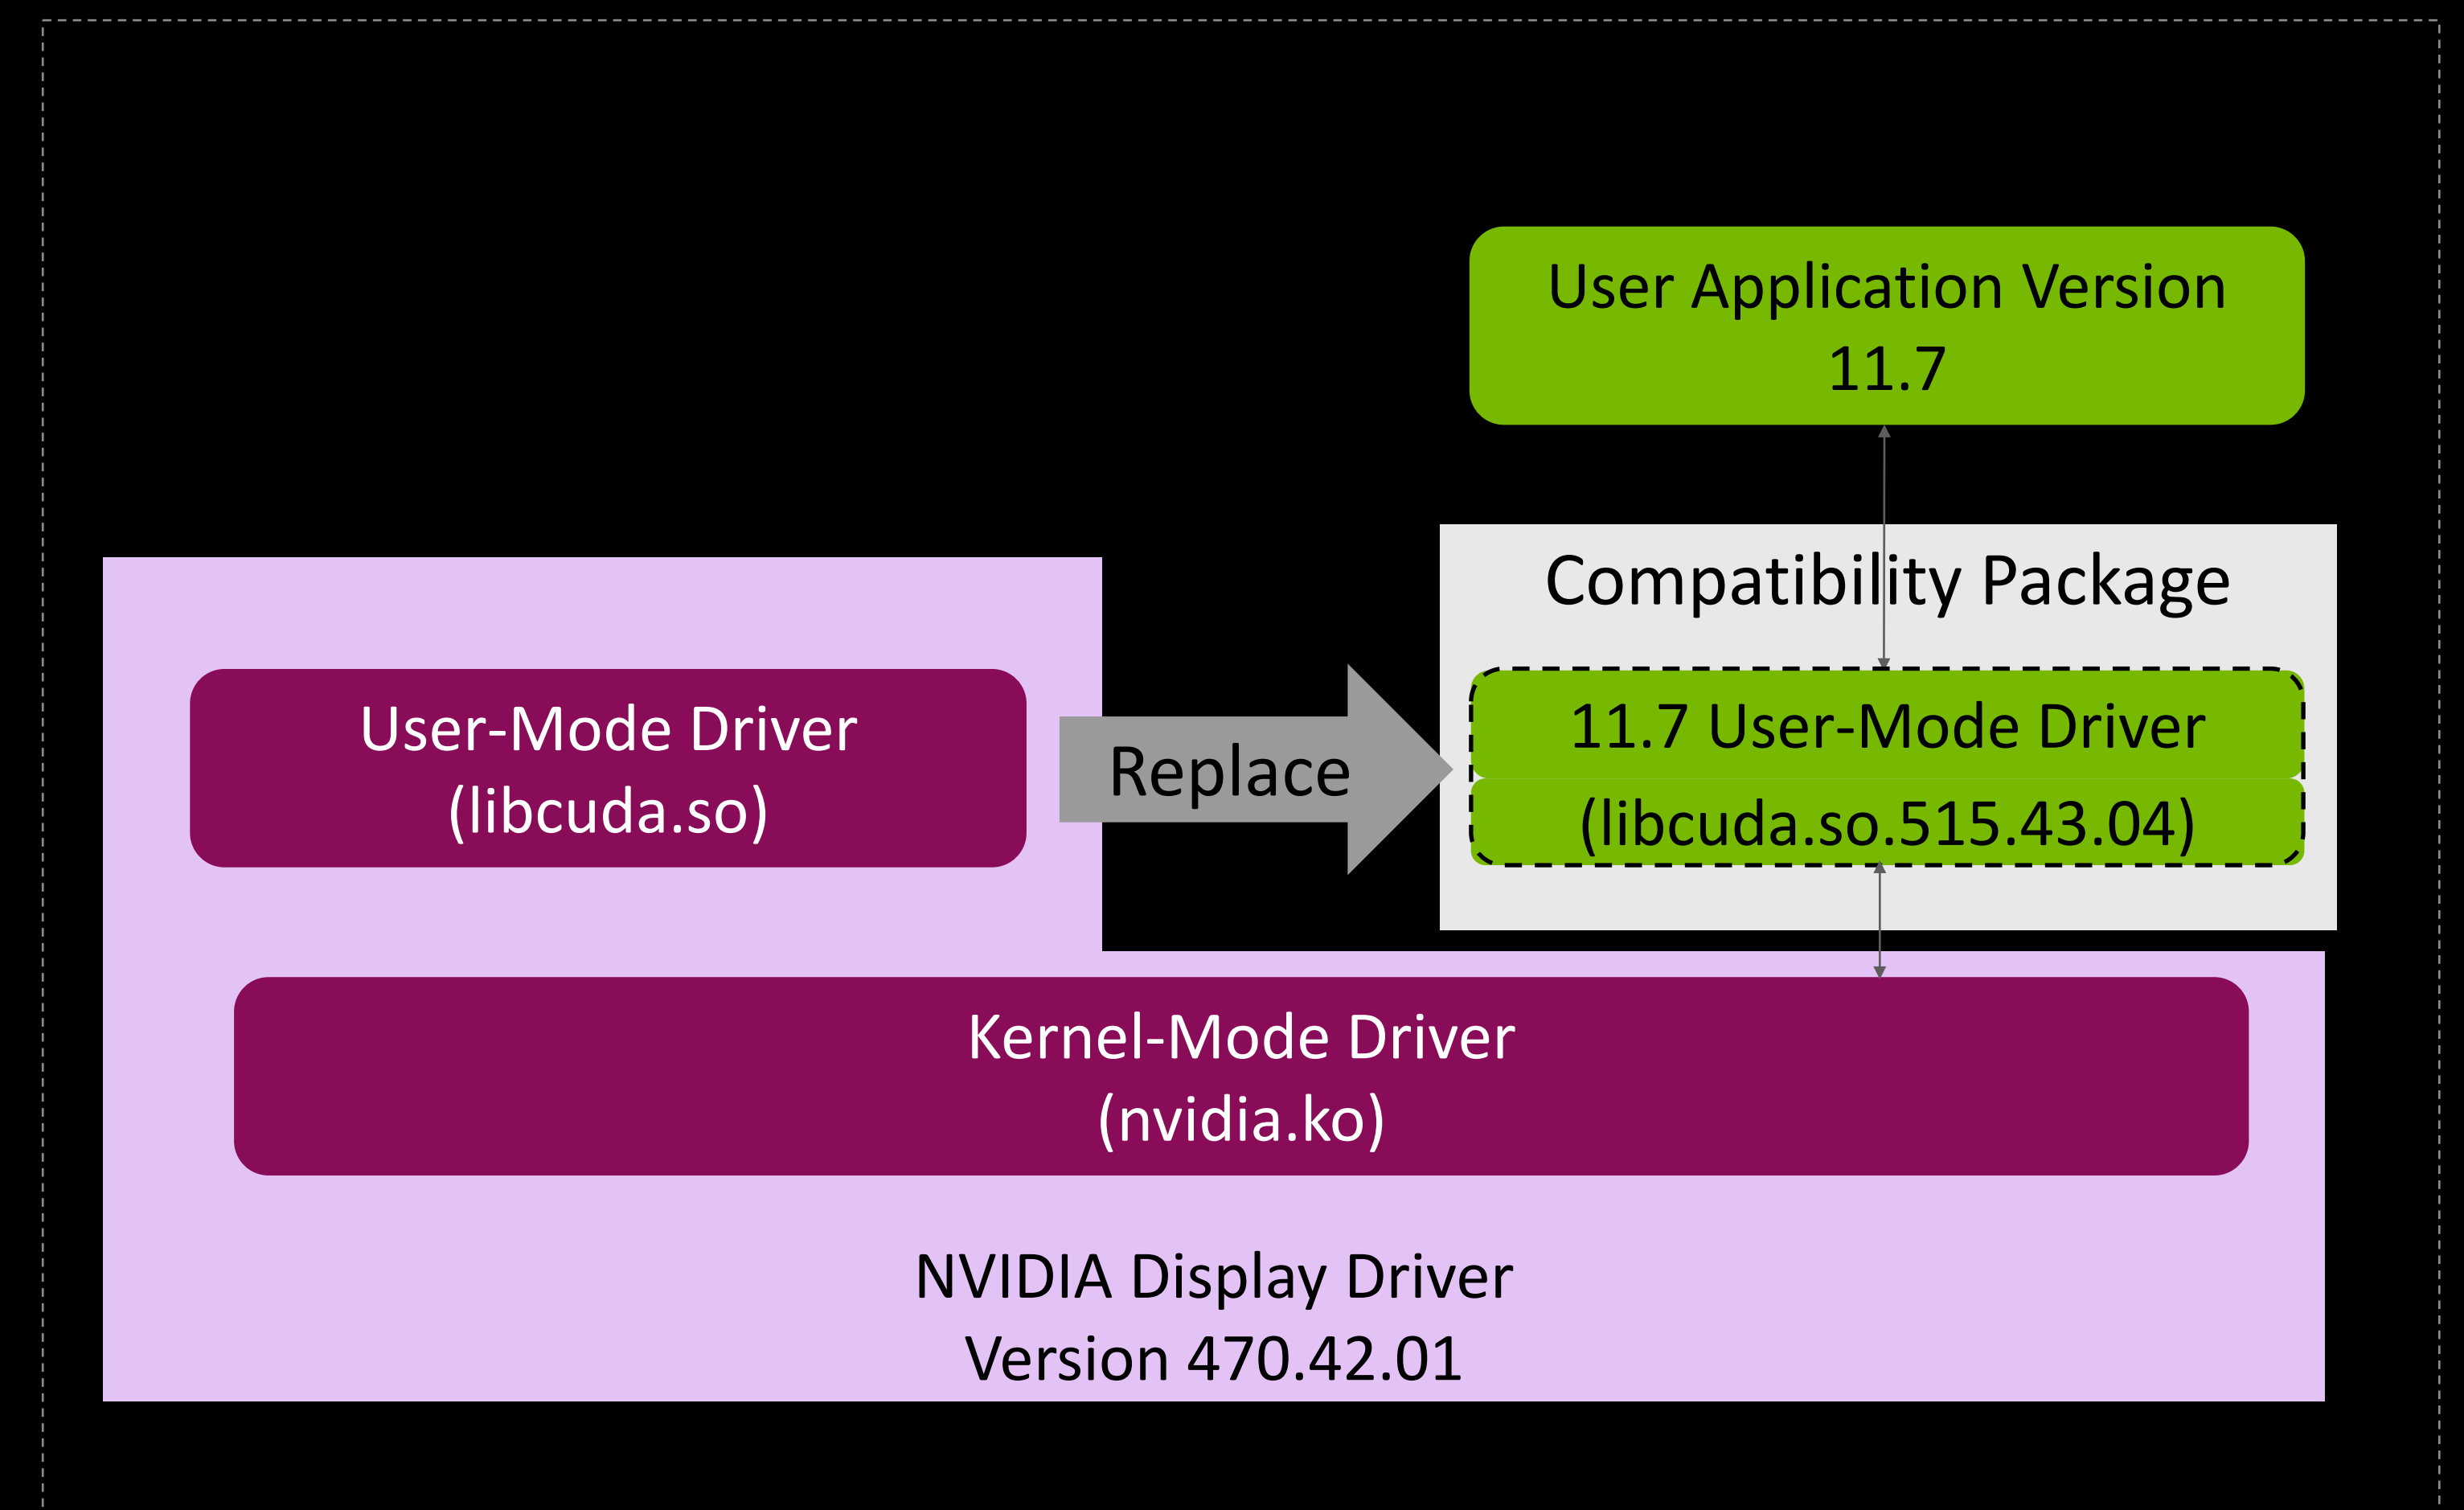 User Application Version
11.7
Compatibility Package
User-Mode Driver
(libcuda.so)
Replace
11.7 User-Mode Driver
(libcuda.so.515.43.04)
Kernel-Mode Driver
(nvidia.ko)
NVIDIA Display Driver
Version 470.42.01